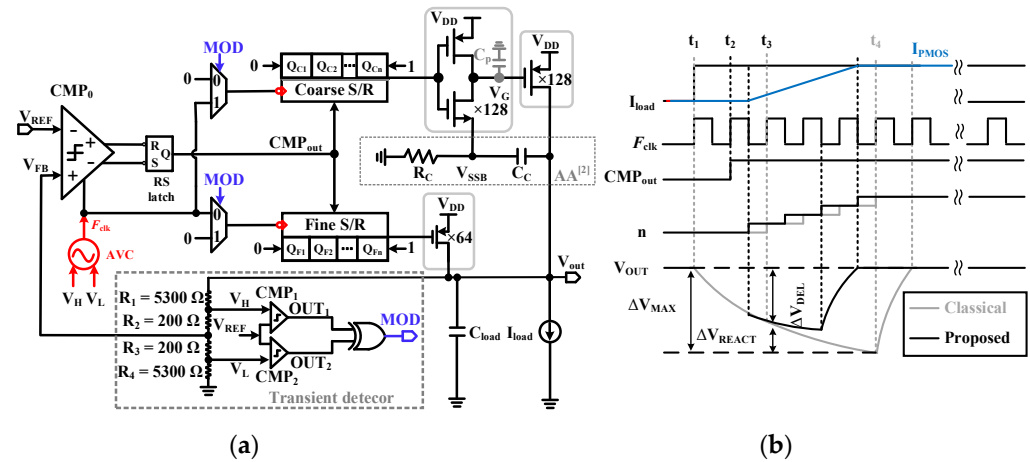 V_DD
V_DD
MOD
0
Q_C1 Q_C2 ··· Q_Cn
1
C_p
×128
0
0
1
Coarse S/R
V_G
×128
CMP_0
V_REF
V_FB
R Q
S
RS
latch
CMP_out
R_C
V_SSB
C_C
AA^[2]
MOD
0
1
0
Fine S/R
0
Q_F1 Q_F2 ··· Q_Fn
1
V_DD
×64
F_clk
AVC
V_H V_L
V_out
R_1 = 5300 Ω
R_2 = 200 Ω
R_3 = 200 Ω
R_4 = 5300 Ω
V_H
CMP_1
OUT_1
V_REF
MOD
OUT_2
V_L
CMP_2
Transient detecor
C_load
I_load
(a)
t_1 t_2 t_3 t_4
I_PMOS
I_load
F_clk
CMP_out
n
V_OUT
ΔV_MAX
ΔV_DEL
ΔV_REACT
Classical
Proposed
(b)